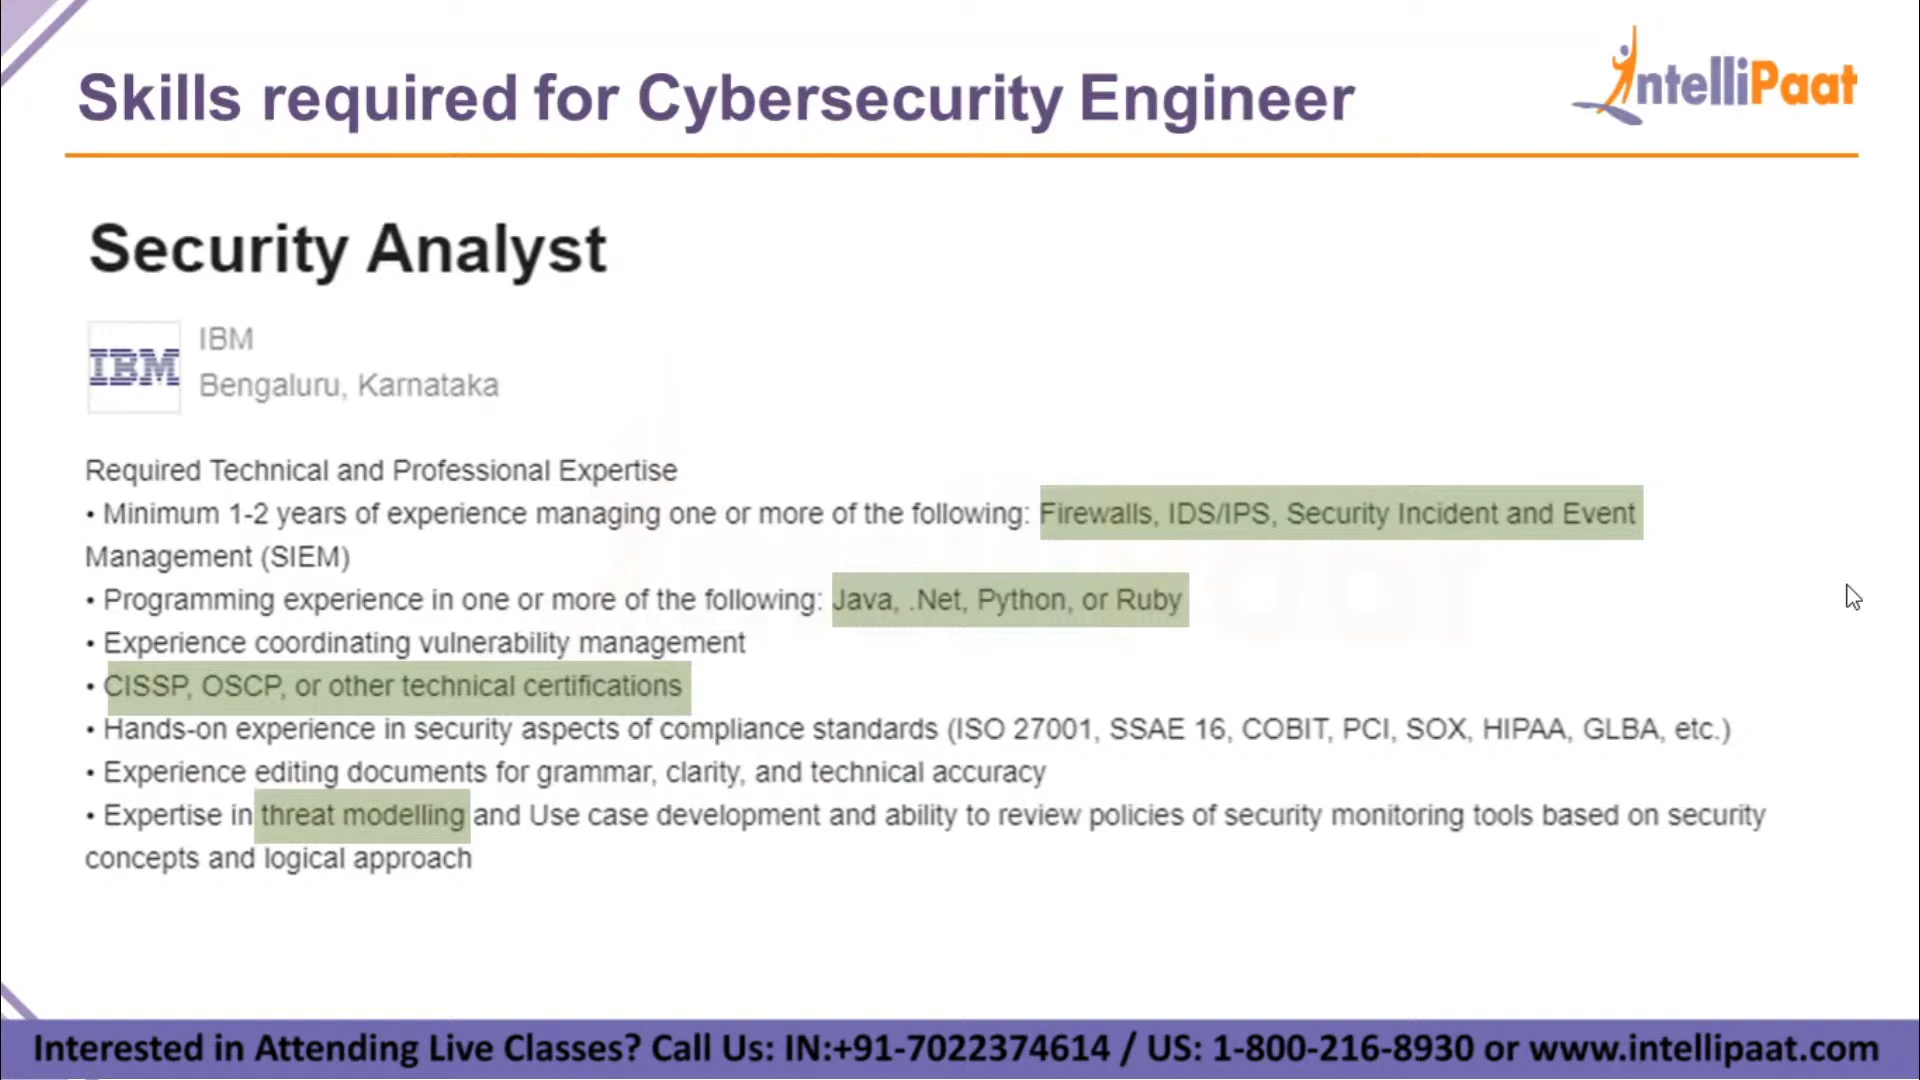 Skills required for Cybersecurity Engineer
IntelliPaat
Security Analyst
IBM
IBM
Bengaluru, Karnataka
Required Technical and Professional Expertise
• Minimum 1-2 years of experience managing one or more of the following: Firewalls, IDS/IPS, Security Incident and Event
Management (SIEM)
• Programming experience in one or more of the following: Java, .Net, Python, or Ruby
• Experience coordinating vulnerability management
• CISSP, OSCP, or other technical certifications
• Hands-on experience in security aspects of compliance standards (ISO 27001, SSAE 16, COBIT, PCI, SOX, HIPAA, GLBA, etc.)
• Experience editing documents for grammar, clarity, and technical accuracy
• Expertise in threat modelling and Use case development and ability to review policies of security monitoring tools based on security
concepts and logical approach
Interested in Attending Live Classes? Call Us: IN:+91-7022374614 / US: 1-800-216-8930 or www.intellipaat.com